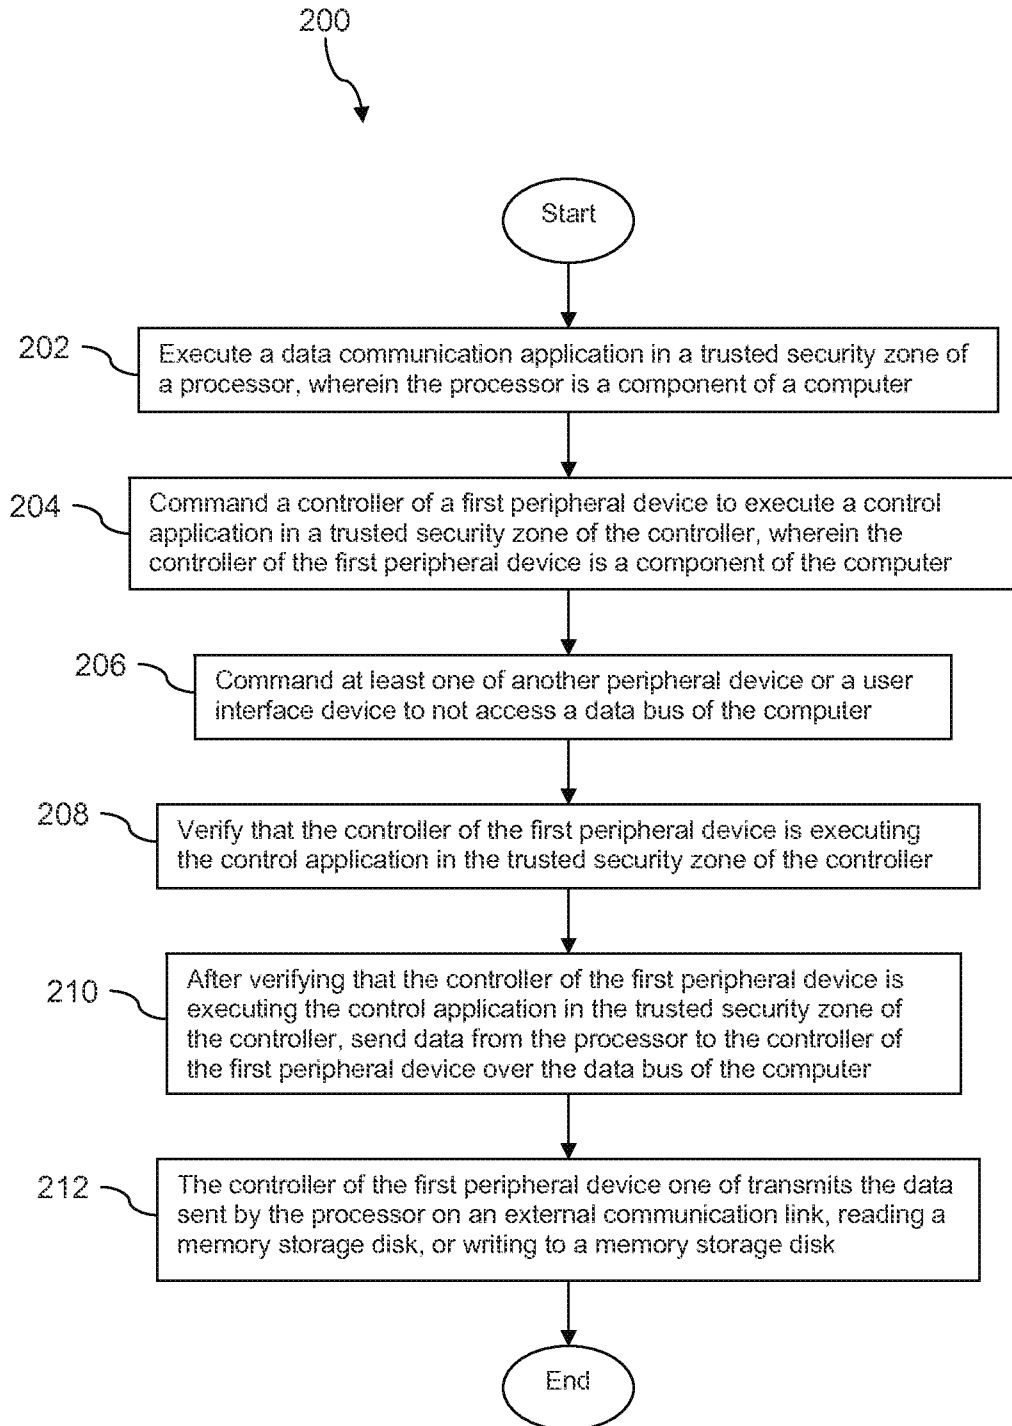 200
Start
202
Execute a data communication application in a trusted security zone of
a processor, wherein the processor is a component of a computer
204
Command a controller of a first peripheral device to execute a control
application in a trusted security zone of the controller, wherein the
controller of the first peripheral device is a component of the computer
206
Command at least one of another peripheral device or a user
interface device to not access a data bus of the computer
208
Verify that the controller of the first peripheral device is executing
the control application in the trusted security zone of the controller
210
After verifying that the controller of the first peripheral device is
executing the control application in the trusted security zone of
the controller, send data from the processor to the controller of
the first peripheral device over the data bus of the computer
212
The controller of the first peripheral device one of transmits the data
sent by the processor on an external communication link, reading a
memory storage disk, or writing to a memory storage disk
End